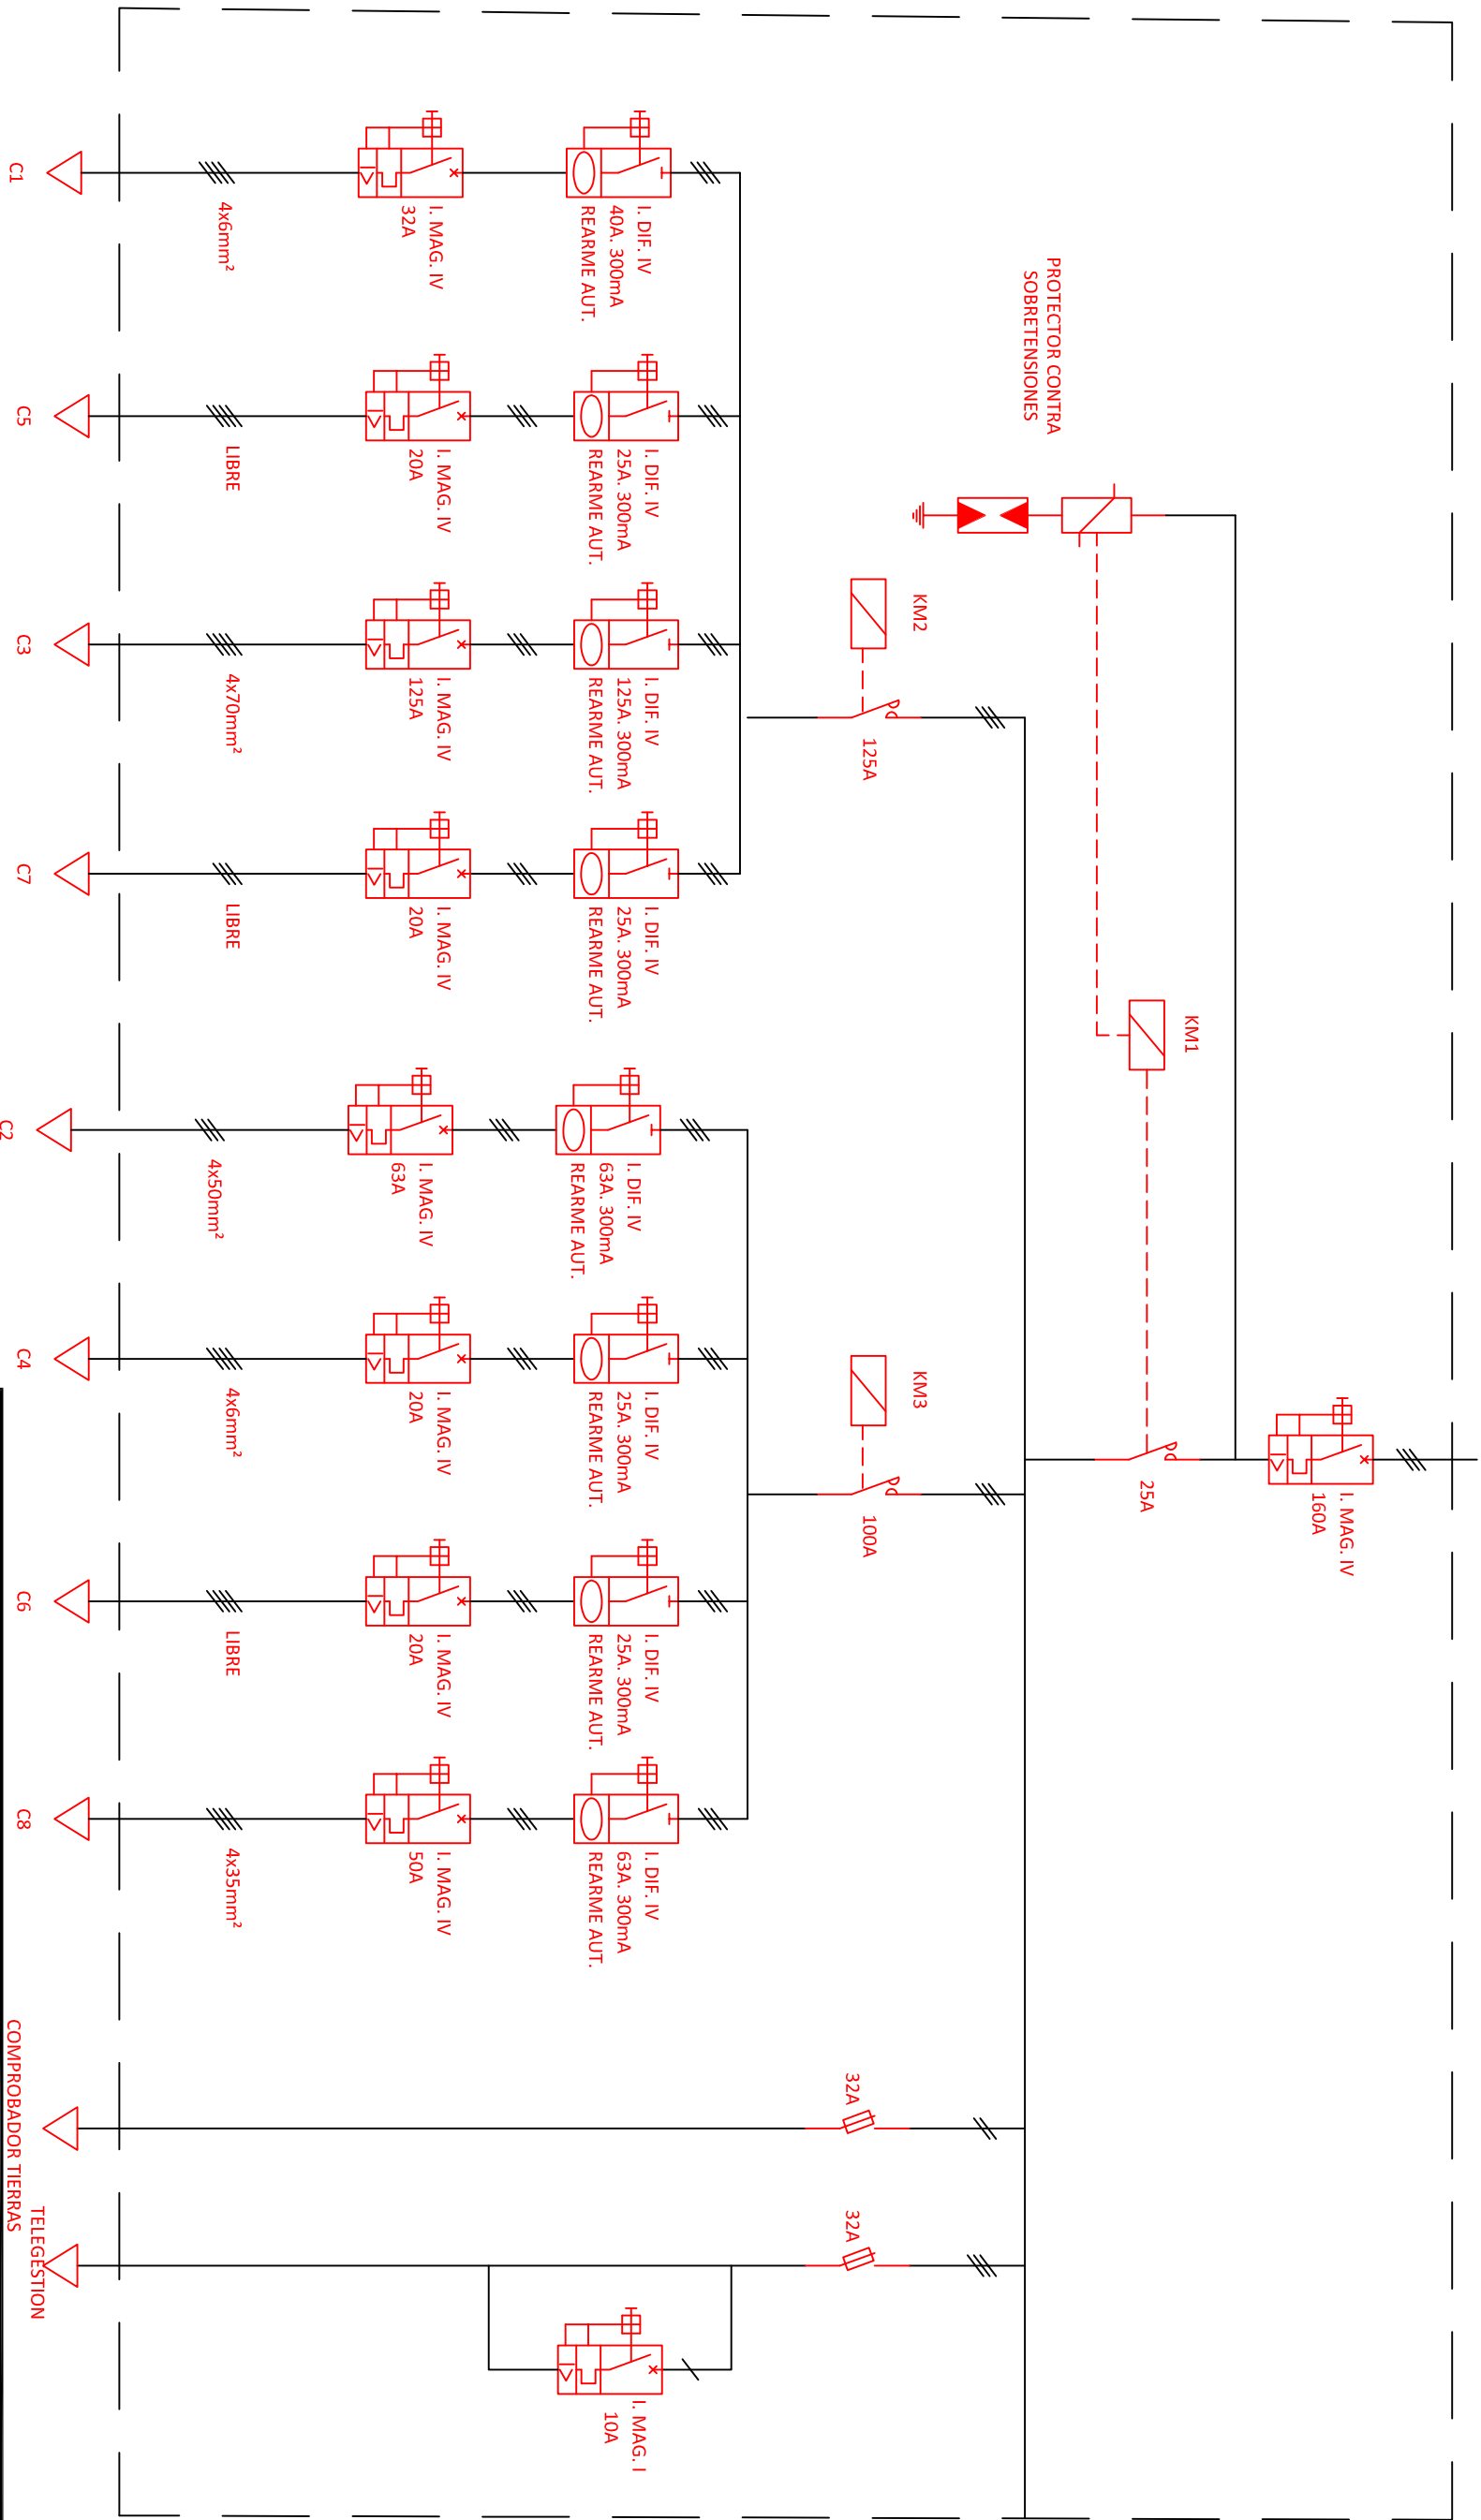 I. MAG. IV
160A
KM1
25A
PROTECTOR CONTRA
SOBRETENSIONES
KM2
125A
KM3
100A
32A
32A
I. DIF. IV
40A. 300mA
REARME AUT.
I. DIF. IV
25A. 300mA
REARME AUT.
I. DIF. IV
125A. 300mA
REARME AUT.
I. DIF. IV
25A. 300mA
REARME AUT.
I. DIF. IV
63A. 300mA
REARME AUT.
I. DIF. IV
25A. 300mA
REARME AUT.
I. DIF. IV
25A. 300mA
REARME AUT.
I. DIF. IV
63A. 300mA
REARME AUT.
I. MAG. I
10A
I. MAG. IV
32A
I. MAG. IV
20A
I. MAG. IV
125A
I. MAG. IV
20A
I. MAG. IV
63A
I. MAG. IV
20A
I. MAG. IV
20A
I. MAG. IV
50A
4x6mm²
LIBRE
4x70mm²
LIBRE
4x50mm²
4x6mm²
LIBRE
4x35mm²
C1
C5
C3
C7
C2
C4
C6
C8
TELEGESTION
COMPROBADOR TIERRAS